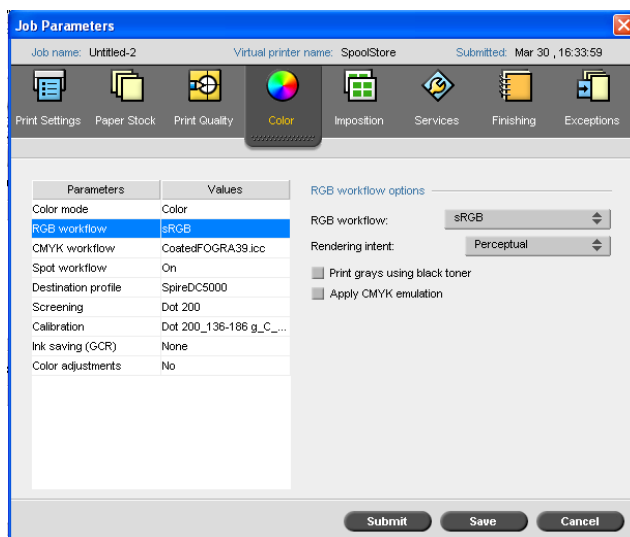 Job Parameters
Job name: Untitled-2 Virtual printer name: SpoolStore Submitted: Mar 30 , 16:33:59
Print Settings Paper Stock Print Quality Color Imposition Services Finishing Exceptions
Parameters Values
Color mode Color
RGB workflow sRGB
CMYK workflow CoatedFOGRA39.icc
Spot workflow On
Destination profile SpireDC5000
Screening Dot 200
Calibration Dot 200_136-186 g_C_...
Ink saving (GCR) None
Color adjustments No
RGB workflow options
RGB workflow: sRGB
Rendering intent: Perceptual
Print grays using black toner
Apply CMYK emulation
Submit Save Cancel